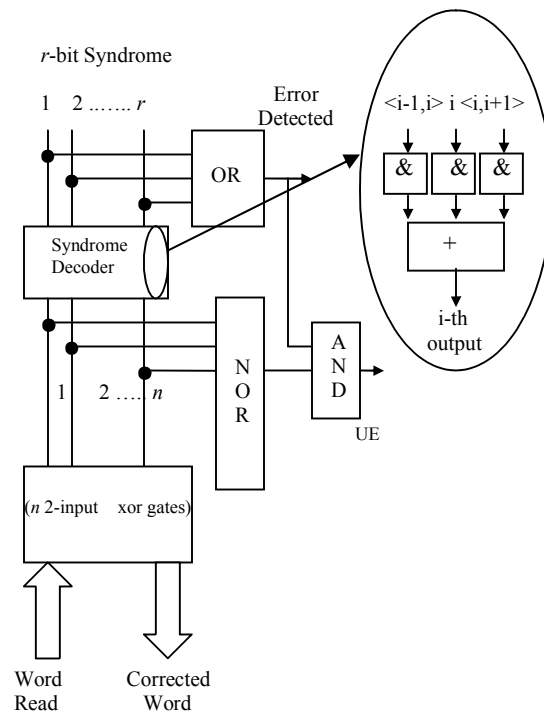 r-bit Syndrome
1 2 ....... r
Error
Detected
OR
<i-1,i> i <i,i+1>
& & &
+
i-th
output
Syndrome
Decoder
N
O
R
A
N
D
UE
1 2 ..... n
(n 2-input xor gates)
Word
Read
Corrected
Word